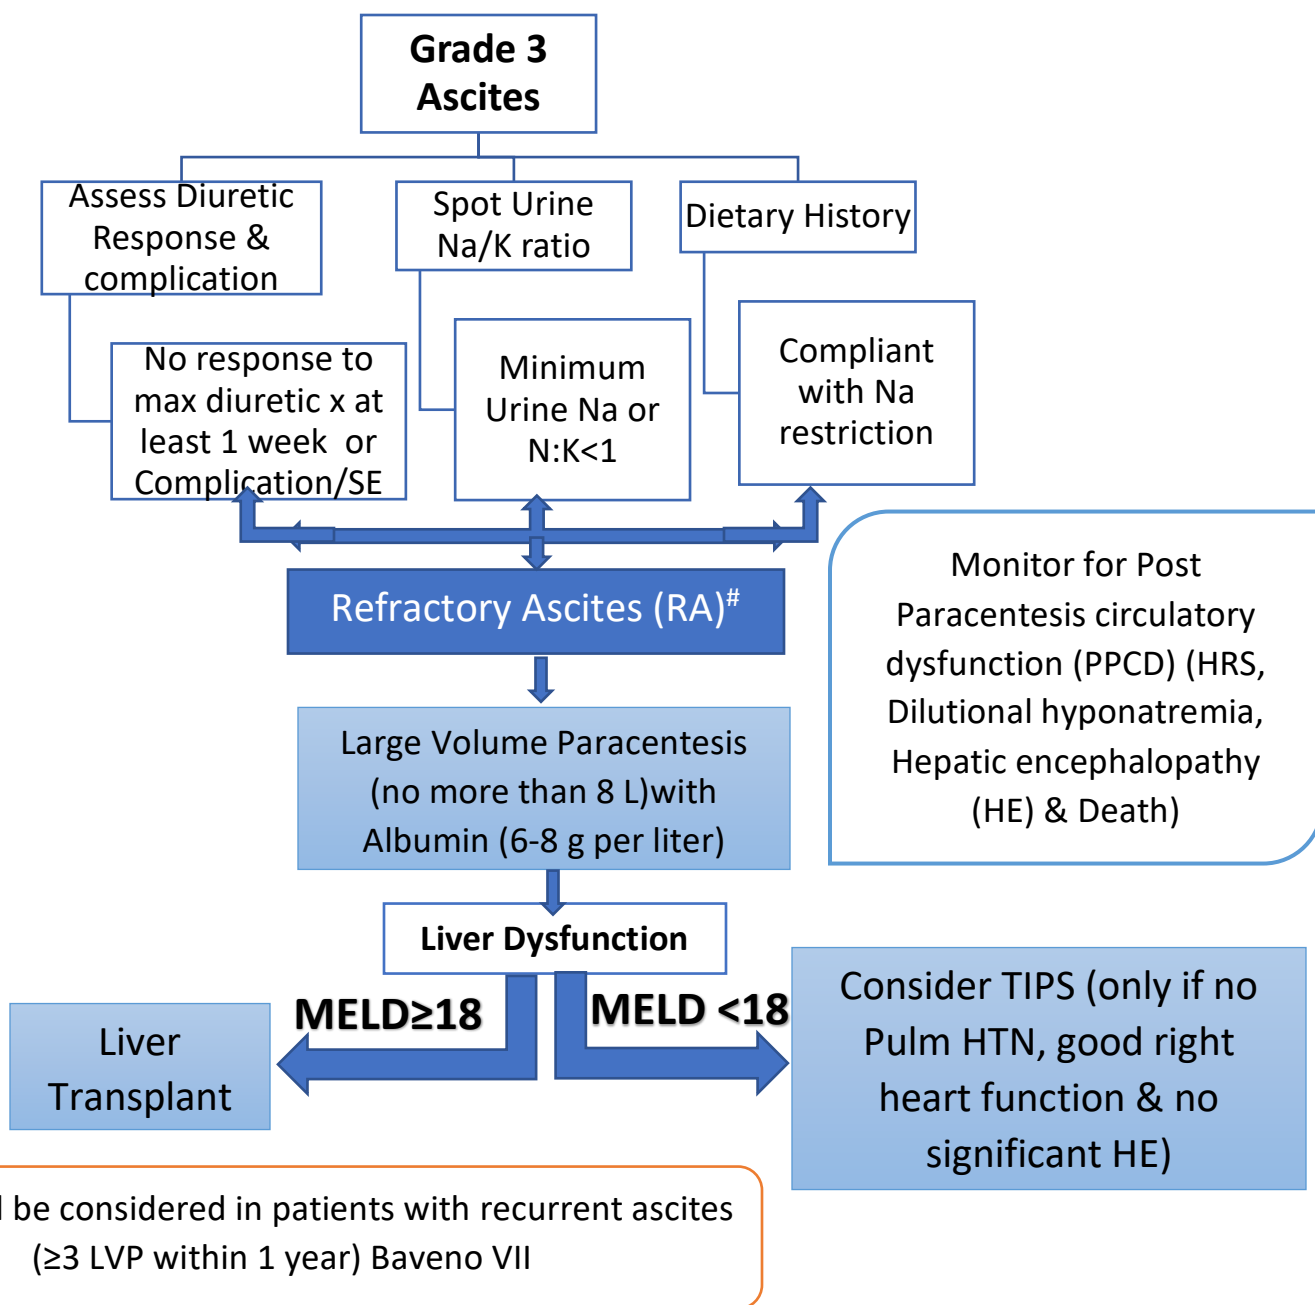 Grade 3
Ascites
Assess Diuretic
Response &
complication
Spot Urine
Na/K ratio
Dietary History
No response to
max diuretic x at
least 1 week or
Complication/SE
Minimum
Urine Na or
N:K<1
Compliant
with Na
restriction
Refractory Ascites (RA)#
Monitor for Post
Paracentesis circulatory
dysfunction (PPCD) (HRS,
Dilutional hyponatremia,
Hepatic encephalopathy
(HE) & Death)
Large Volume Paracentesis
(no more than 8 L)with
Albumin (6-8 g per liter)
Liver Dysfunction
MELD≥18
MELD <18
Liver
Transplant
Consider TIPS (only if no
Pulm HTN, good right
heart function & no
significant HE)
be considered in patients with recurrent ascites
(≥3 LVP within 1 year) Baveno VII